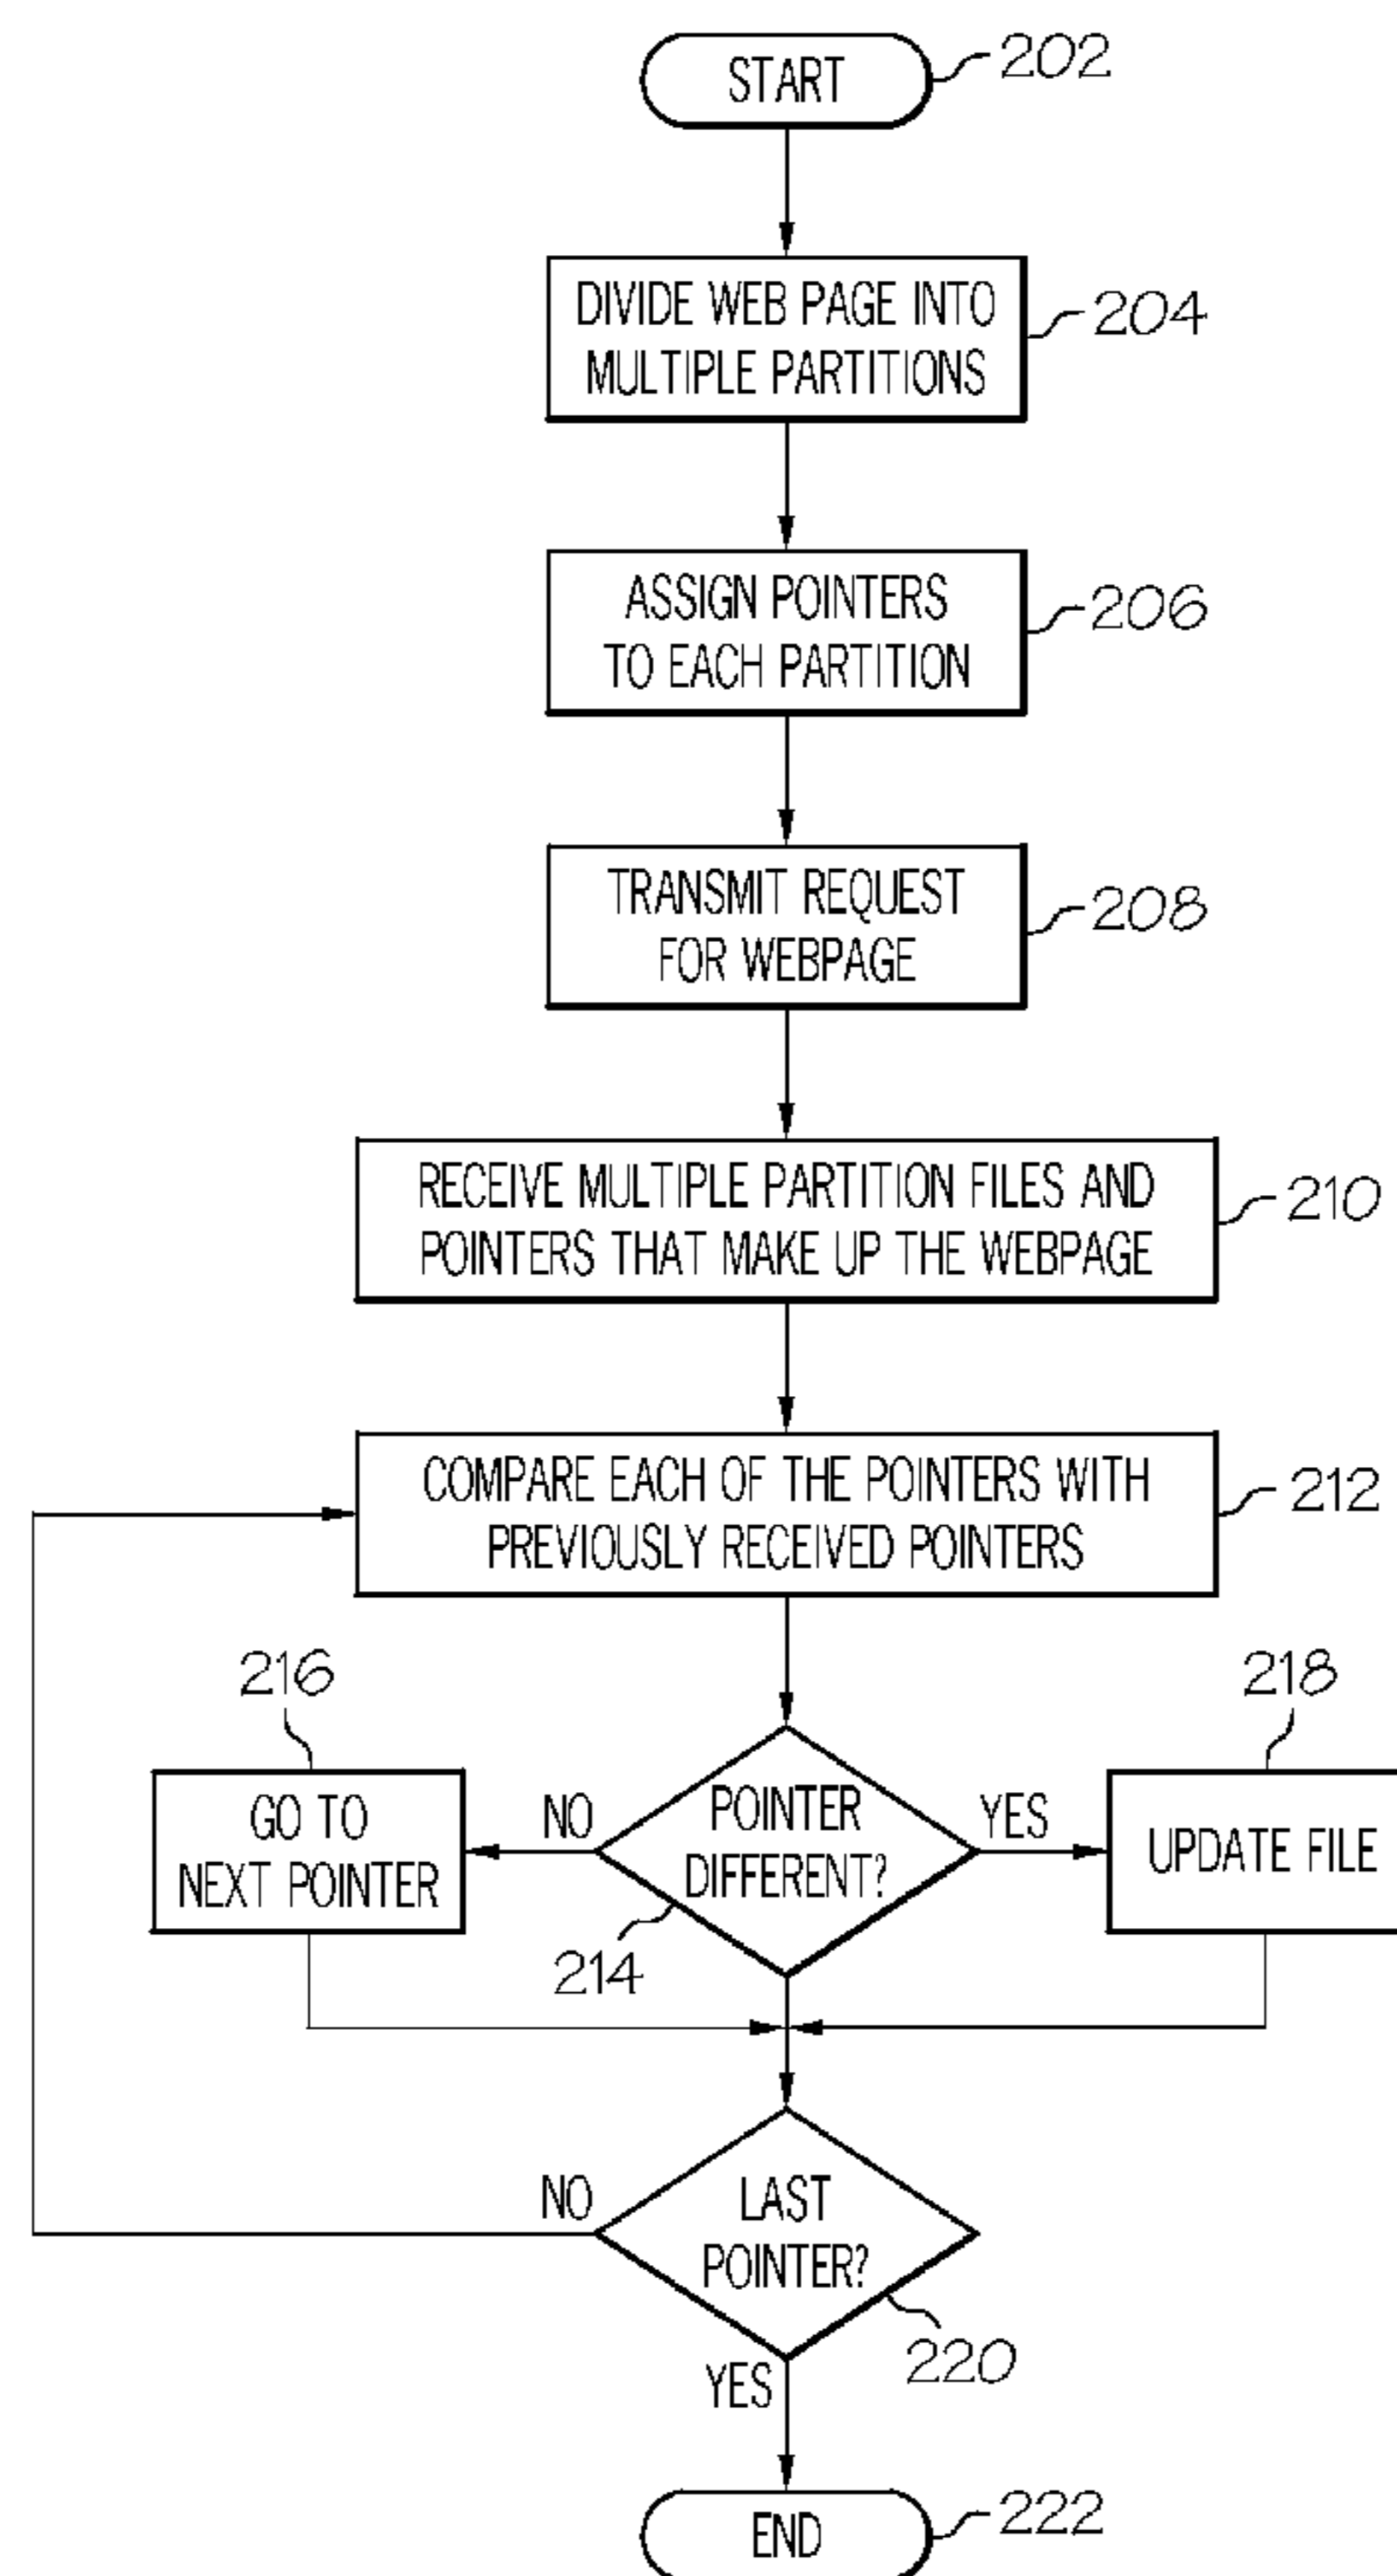 START
202
DIVIDE WEB PAGE INTO
MULTIPLE PARTITIONS
204
ASSIGN POINTERS
TO EACH PARTITION
206
TRANSMIT REQUEST
FOR WEBPAGE
208
RECEIVE MULTIPLE PARTITION FILES AND
POINTERS THAT MAKE UP THE WEBPAGE
210
COMPARE EACH OF THE POINTERS WITH
PREVIOUSLY RECEIVED POINTERS
212
216
218
GO TO
NEXT POINTER
NO
POINTER
DIFFERENT?
YES
UPDATE FILE
214
NO
LAST
POINTER?
220
YES
END
222